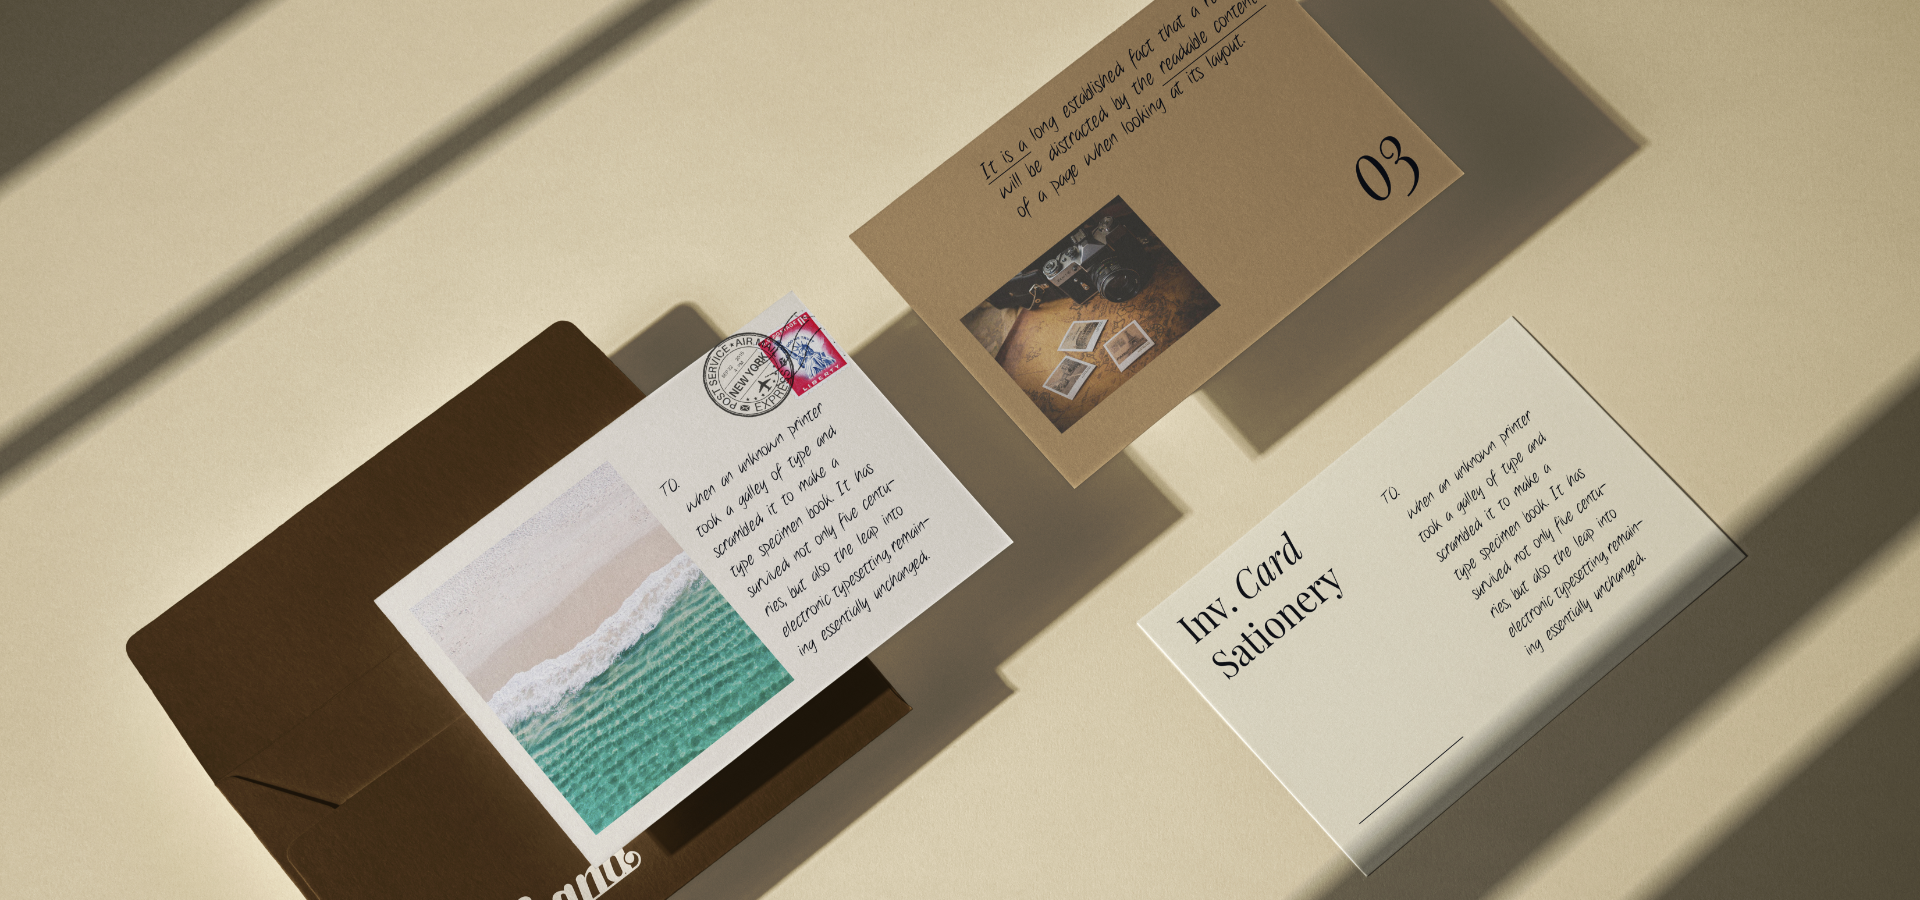 It is a long established fact that a
will be distracted by the readable content
of a page when looking at its layout.
03
POST SERVICE ★ AIR
NEW YORK
EXPRESS
LIBERTY
TO.
when an unknown printer
took a galley of type and
scrambled it to make a
type specimen book. It has
survived not only five centu-
ries, but also the leap into
electronic typesetting, remain-
ing essentially unchanged.
Inv. Card
Sationery
TO.
when an unknown printer
took a galley of type and
scrambled it to make a
type specimen book. It has
survived not only five centu-
ries, but also the leap into
electronic typesetting, remain-
ing essentially unchanged.